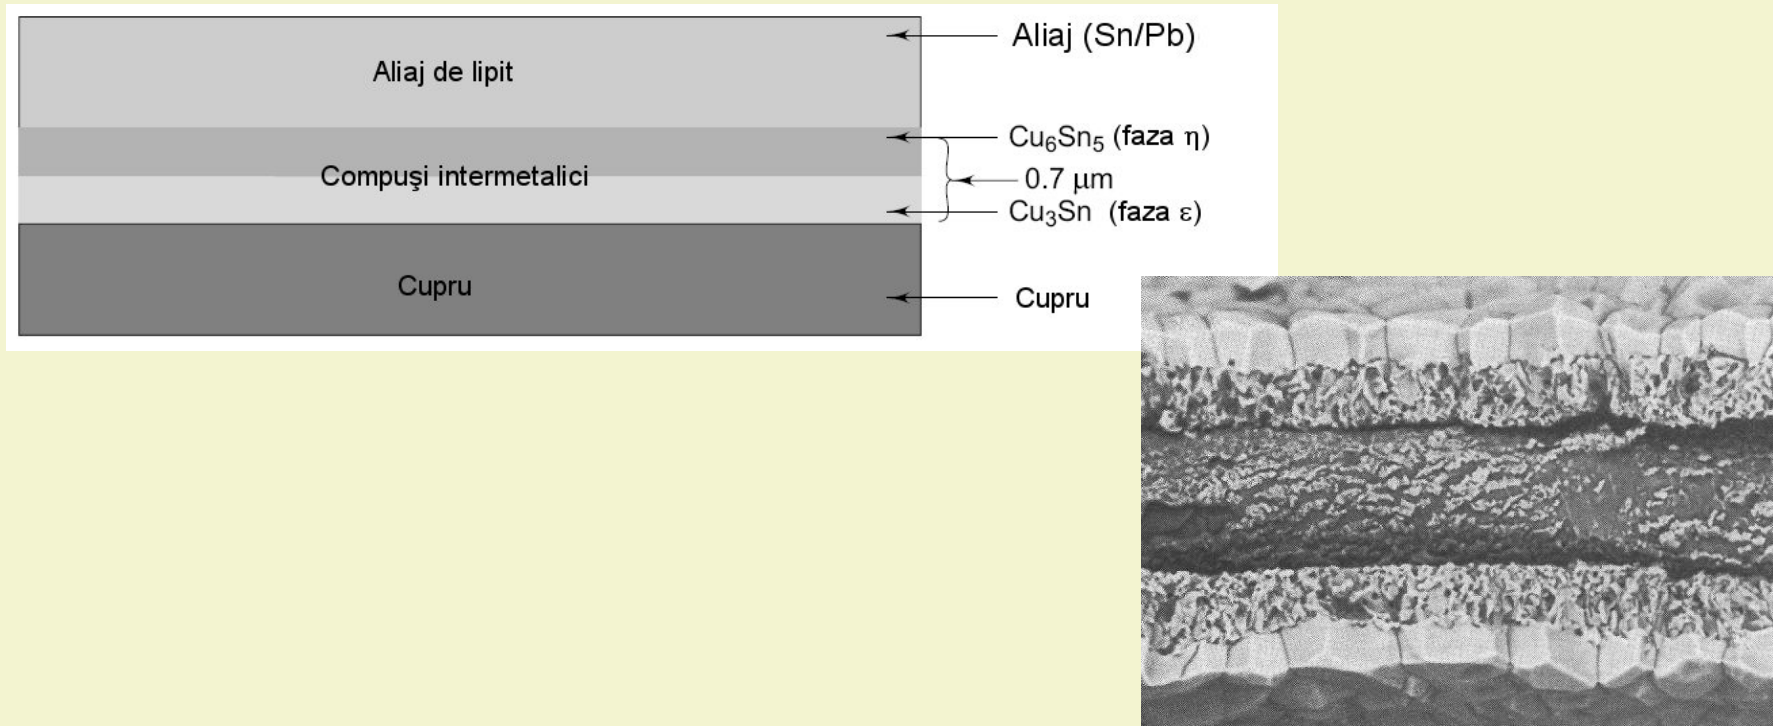 Aliaj de lipit
Aliaj (Sn/Pb)
Cu₆Sn₅ (faza η)
Compuşi intermetalici
0.7 μm
Cu₃Sn (faza ε)
Cupru
Cupru